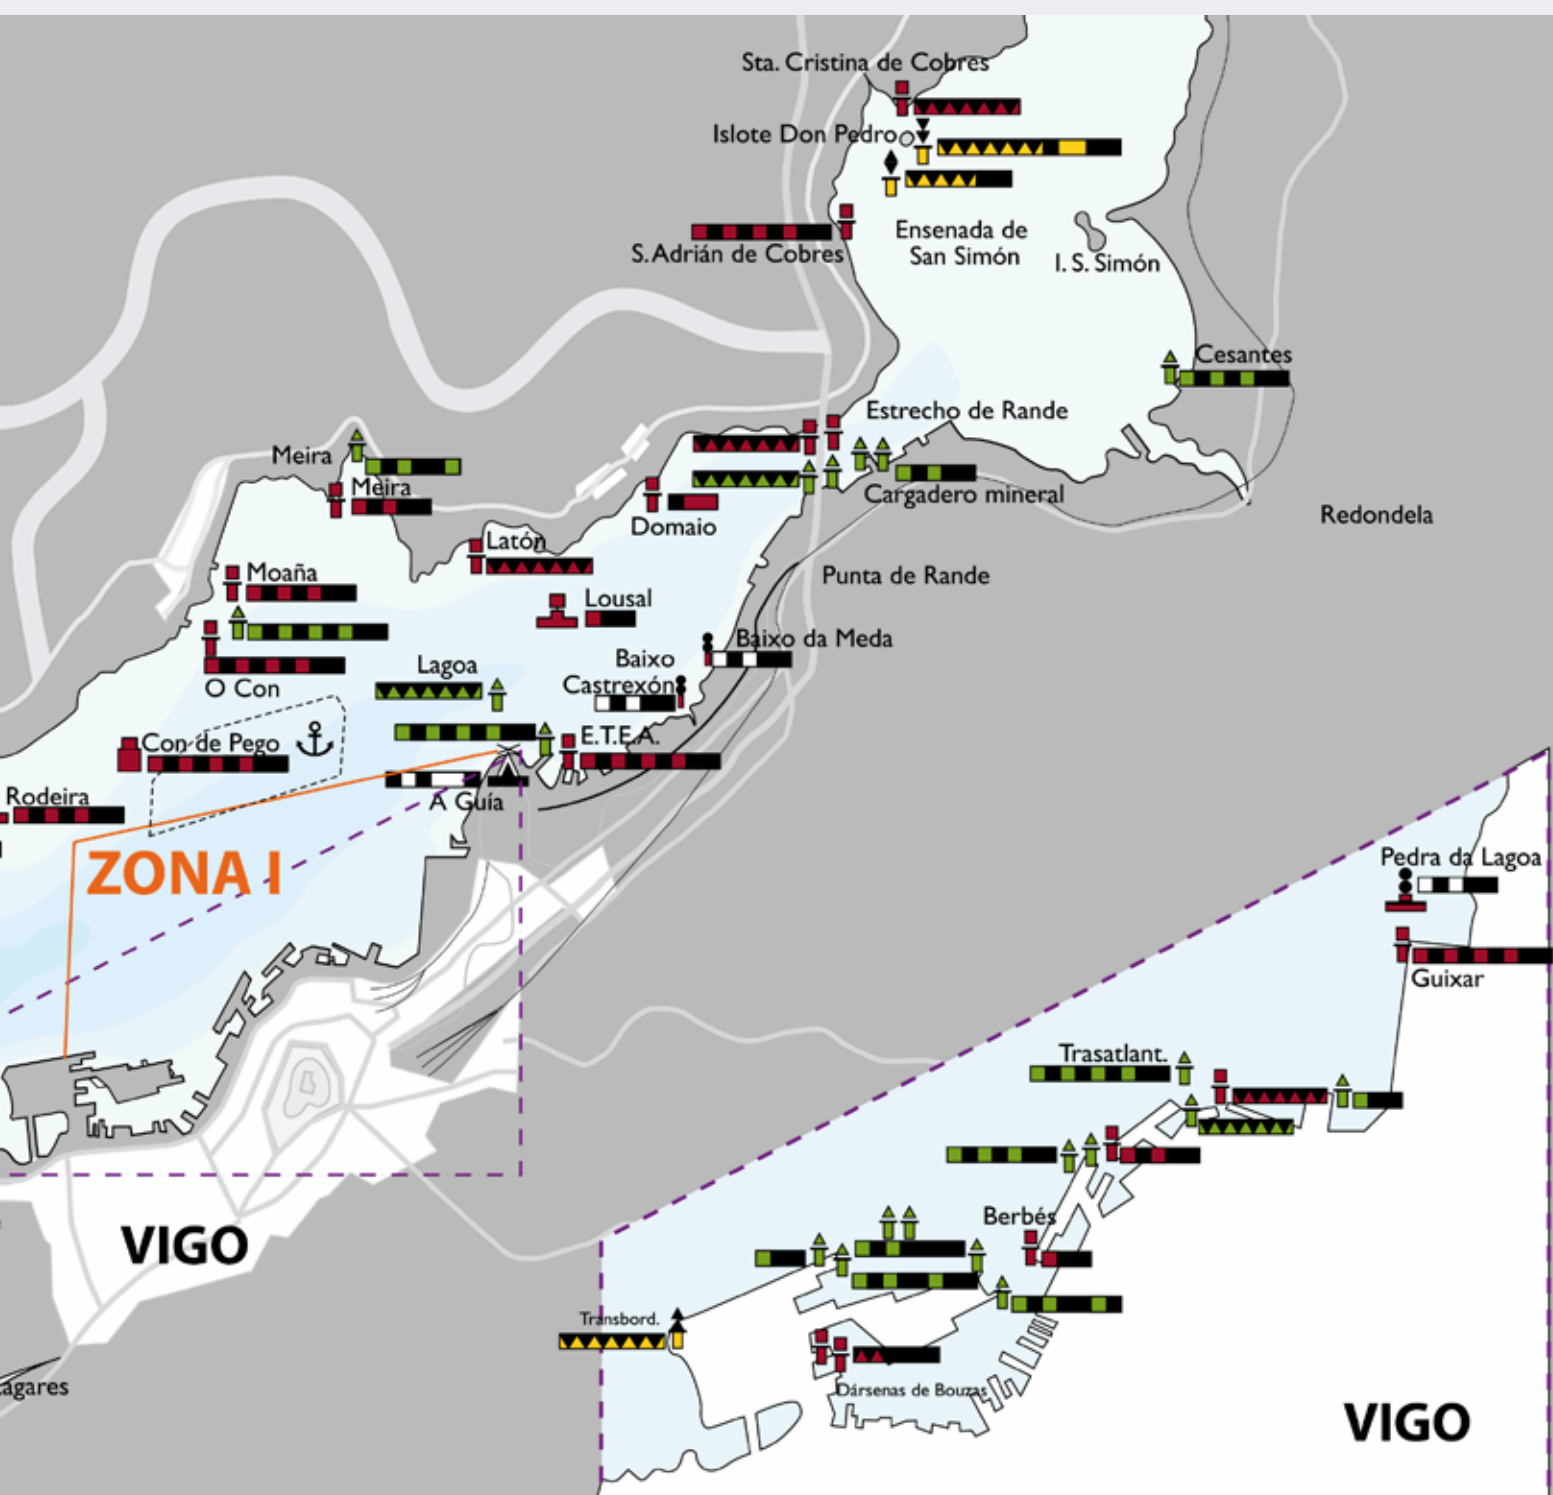 Sta. Cristina de Cobres
Islote Don Pedro
S. Adrián de Cobres
Ensenada de
San Simón
I. S. Simón
Cesantes
Estrecho de Rande
Meira
Meira
Cargadero mineral
Domaio
Redondela
Latón
Moaña
Punta de Rande
Lousal
Baixo da Meda
Baixo
Castrexón
Lagoa
O Con
E.T.E.A.
Con de Pego
Rodeira
A Guía
ZONA I
Pedra da Lagoa
Guixar
Trasatlant.
VIGO
Berbés
Transbord.
agares
Dársenas de Bouzas
VIGO